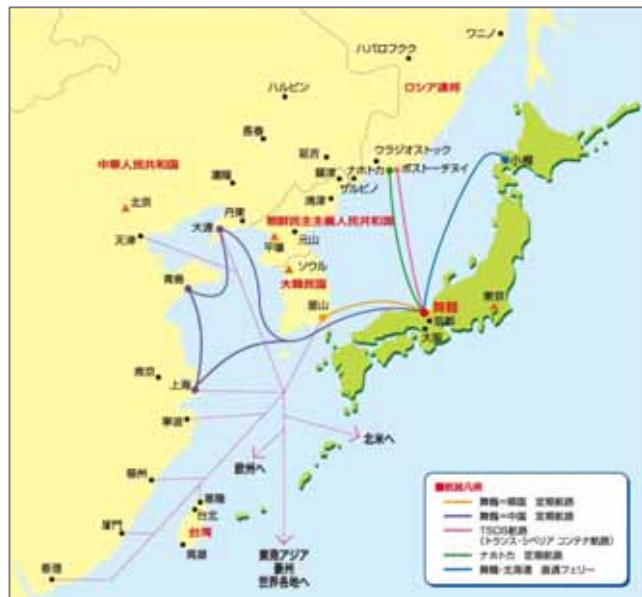 ワニノ
ハバロフクク
ロシア連邦
ハルビン
長春
ウラジオストック
小樽
延吉
中華人民共和国
羅津
ナホトカ
ボストーチヌイ
瀋陽
ザルビノ
清津
北京
丹東
朝鮮民主主義人民共和国
天津
大連
平壌
元山
ソウル
大韓民国
青島
東京
釜山
舞鶴
京都
大阪
南京
上海
寧波
北米へ
欧州へ
福州
基隆
台北
台湾
厦門
高雄
香港
東南アジア
豪州
世界各地へ
■航路凡例
舞鶴=韓国 定期航路
舞鶴=中国 定期航路
TSCS航路
(トランス・シベリア コンテナ航路)
ナホトカ 定期航路
舞鶴・北海道 直通フェリー